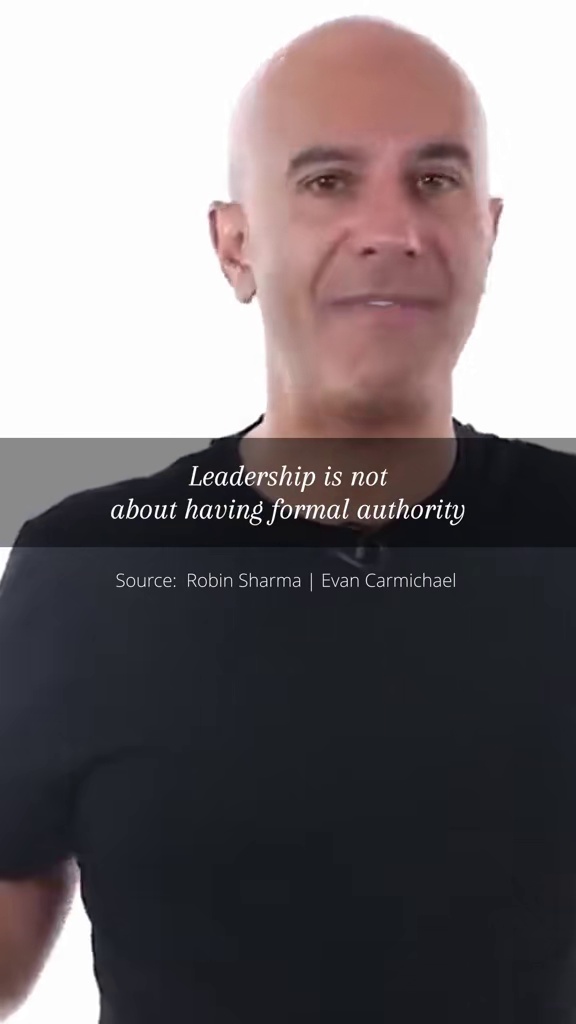 Leadership is not
about having formal authority
Source: Robin Sharma | Evan Carmichael